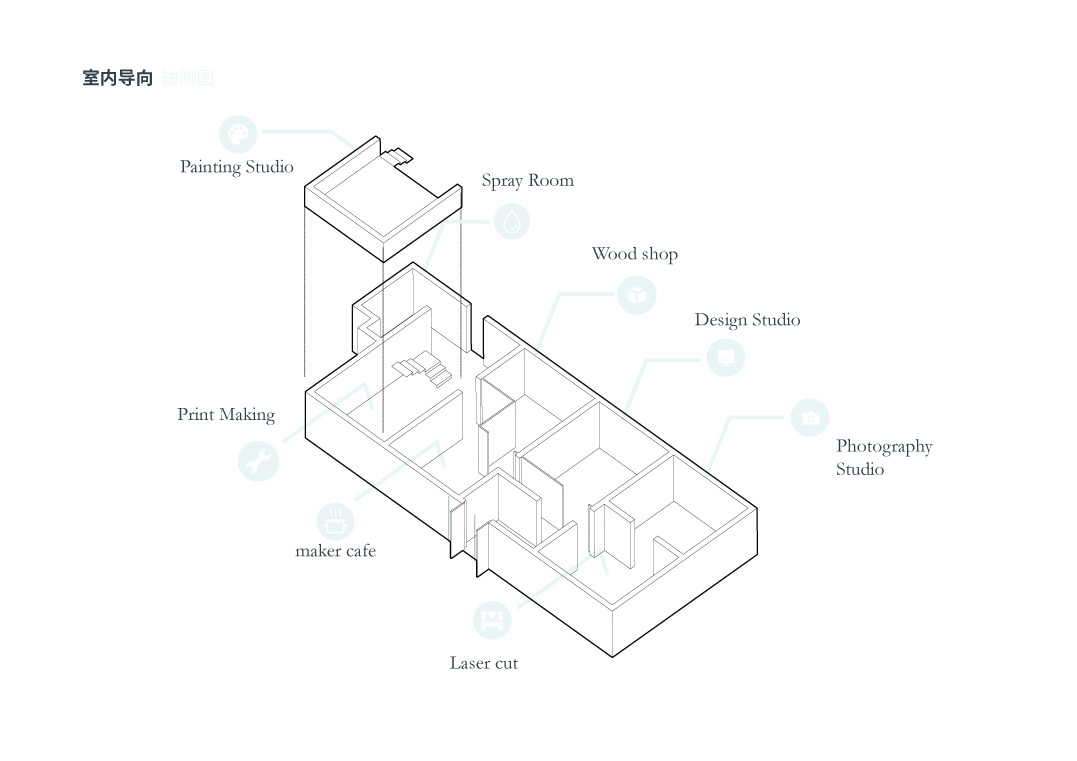 室内导向 轴测图
Painting Studio
Spray Room
Wood shop
Design Studio
Print Making
Photography
Studio
maker cafe
Laser cut